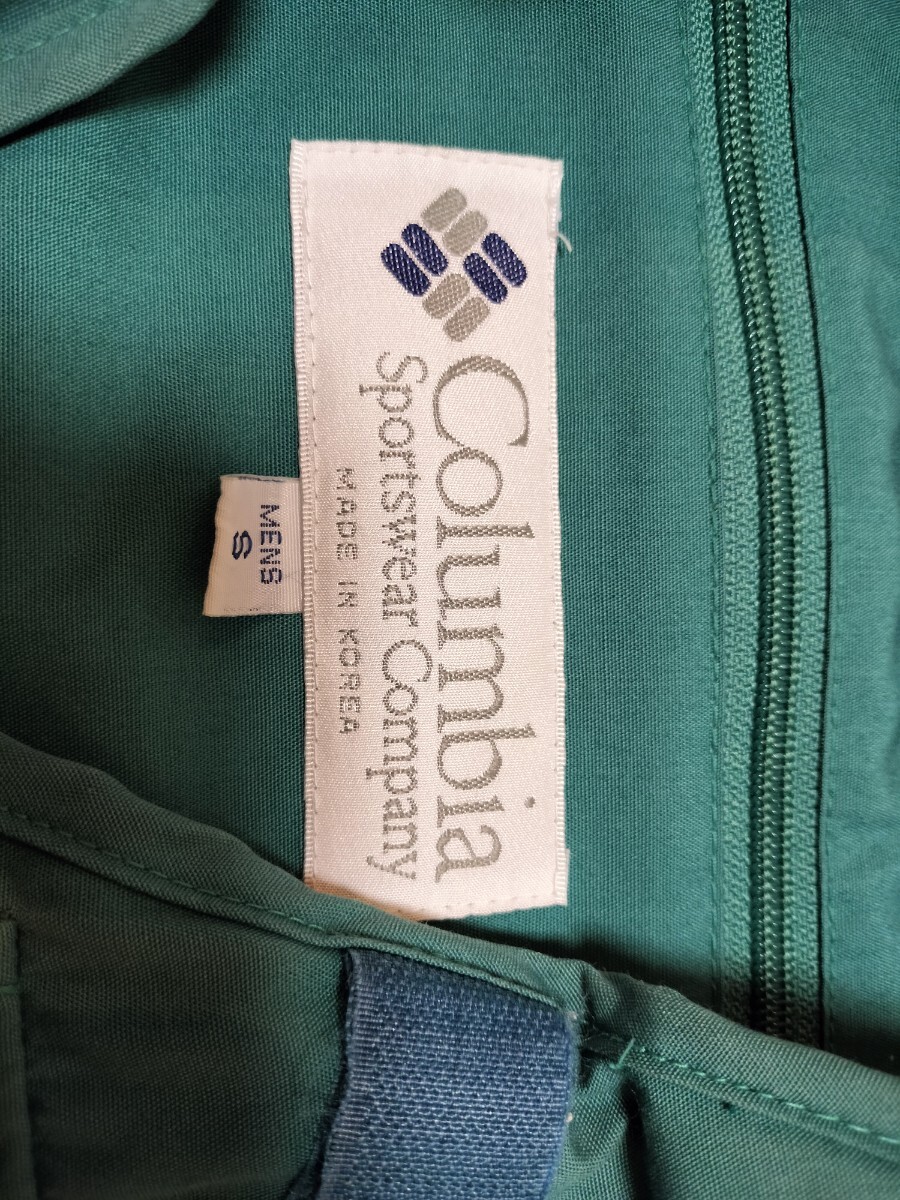 Columbia
Sportswear Company
MADE IN KOREA
MENS
S